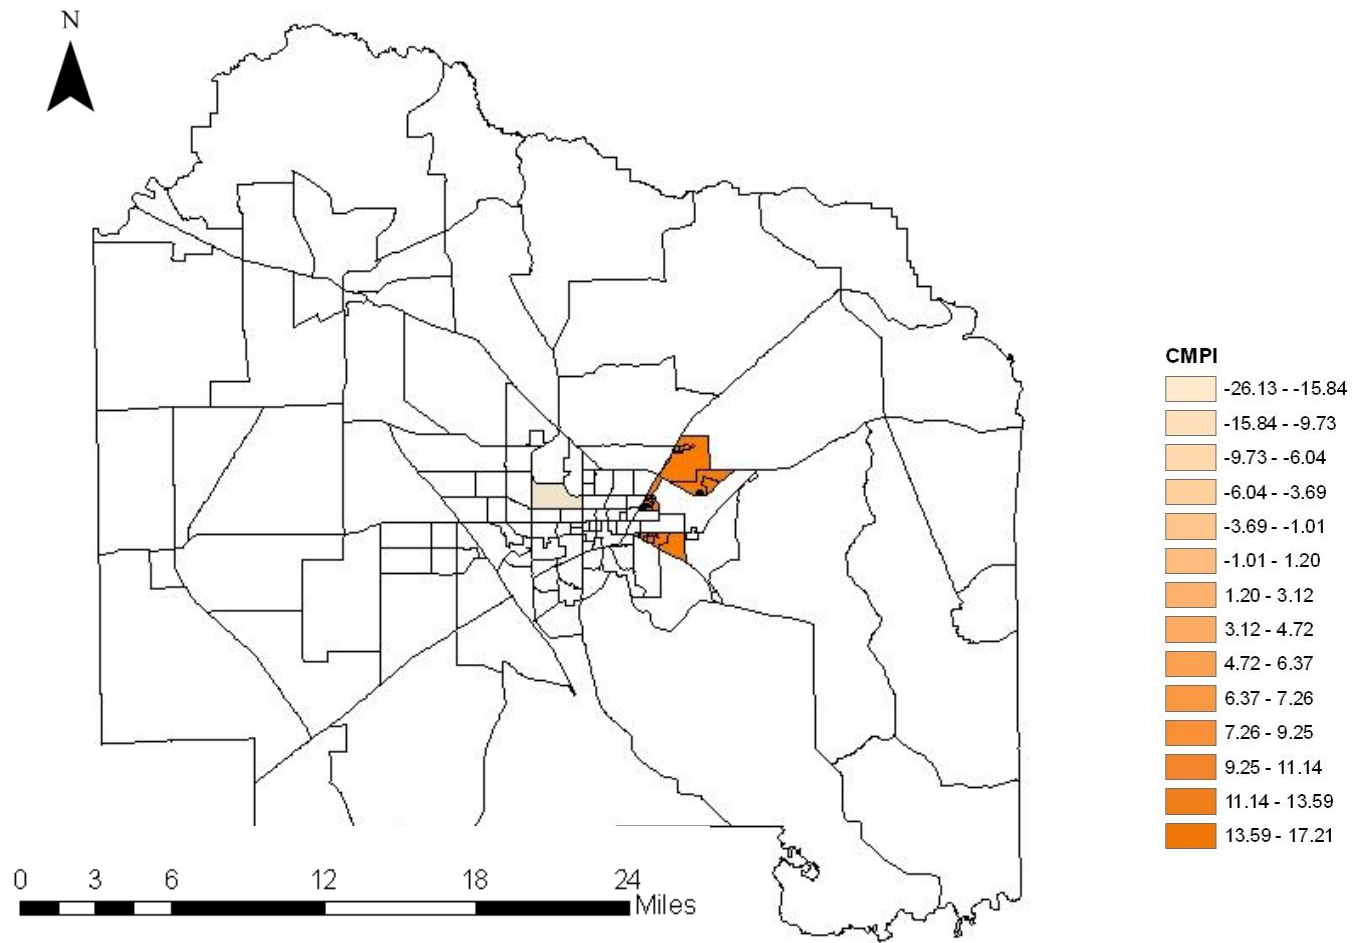 N
CMPI
-26.13 - -15.84
-15.84 - -9.73
-9.73 - -6.04
-6.04 - -3.69
-3.69 - -1.01
-1.01 - 1.20
1.20 - 3.12
3.12 - 4.72
4.72 - 6.37
6.37 - 7.26
7.26 - 9.25
9.25 - 11.14
11.14 - 13.59
13.59 - 17.21
0 3 6 12 18 24
Miles